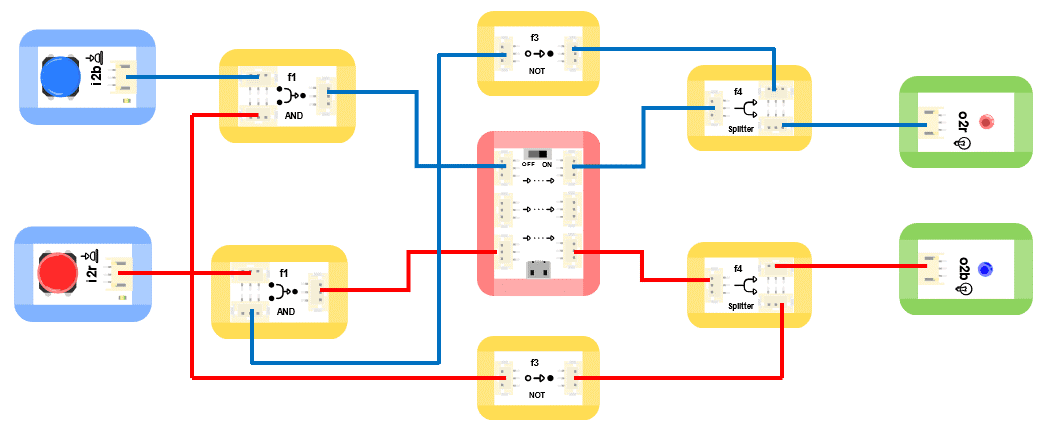 i2b
f1
AND
f3
NOT
f4
Splitter
o2r
OFF ON
i2r
f1
AND
f4
Splitter
o2b
f3
NOT